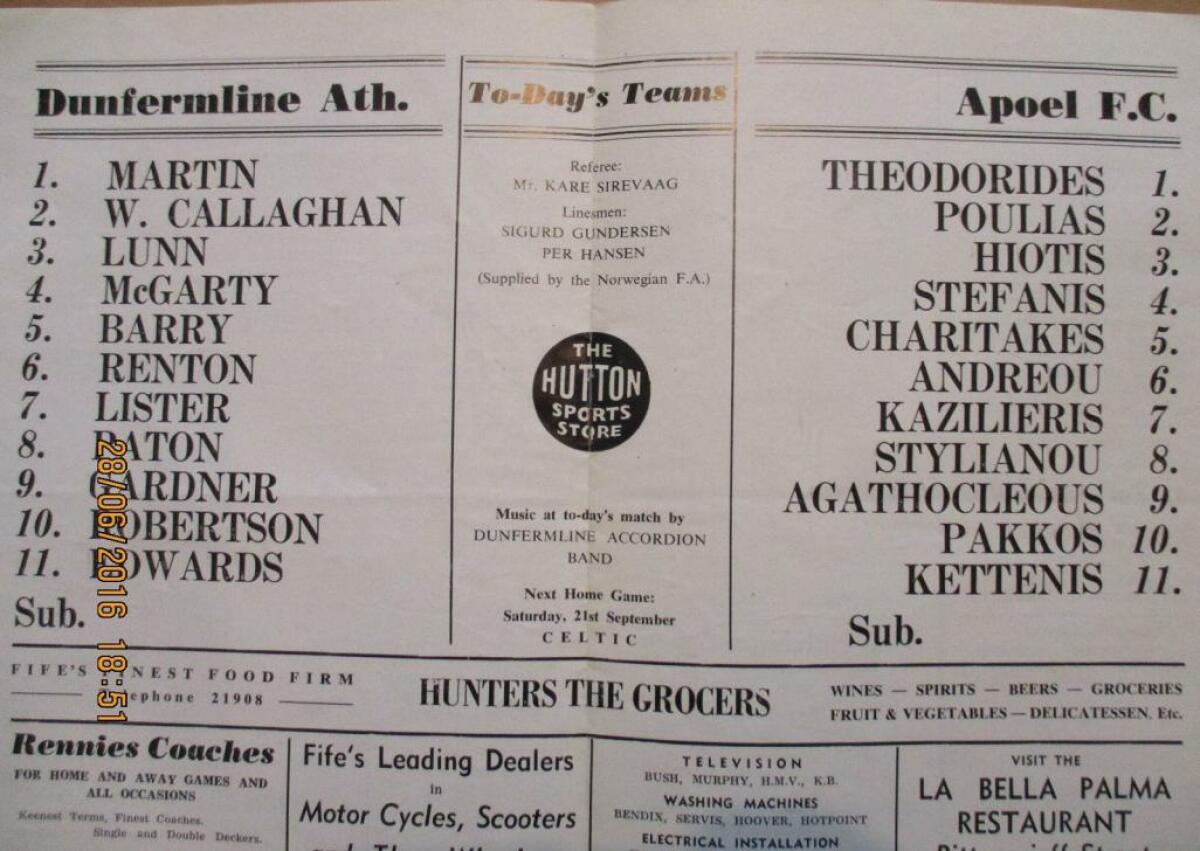 Dunfermline Ath.
1. MARTIN
2. W. CALLAGHAN
3. LUNN
4. McGARTY
5. BARRY
6. RENTON
7. LISTER
8. PATON
9. GARDNER
10. ROBERTSON
11. EDWARDS
Sub.
To-Day's Teams
Referee:
Mr. KARE SIREVAAG
Linesmen:
SIGURD GUNDERSEN
PER HANSEN
(Supplied by the Norwegian F.A.)
THE
HUTTON
SPORTS
STORE
Music at to-day's match by
DUNFERMLINE ACCORDION
BAND
Next Home Game:
Saturday, 21st September
CELTIC
Apoel F.C.
THEODORIDES 1.
POULIAS 2.
HIOTIS 3.
STEFANIS 4.
CHARITAKES 5.
ANDREOU 6.
KAZILIERIS 7.
STYLIANOU 8.
AGATHOCLEOUS 9.
PAKKOS 10.
KETTENIS 11.
Sub.
28/06/2016 18:51
FIFE'S FINEST FOOD FIRM
Telephone 21908
HUNTERS THE GROCERS
WINES — SPIRITS — BEERS — GROCERIES
FRUIT & VEGETABLES — DELICATESSEN, Etc.
Rennies Coaches
FOR HOME AND AWAY GAMES AND
ALL OCCASIONS
Keenest Terms, Finest Coaches.
Single and Double Deckers.
Fife's Leading Dealers
in
Motor Cycles, Scooters
TELEVISION
BUSH, MURPHY, H.M.V., K.B.
WASHING MACHINES
BENDIX, SERVIS, HOOVER, HOTPOINT
ELECTRICAL INSTALLATION
VISIT THE
LA BELLA PALMA
RESTAURANT